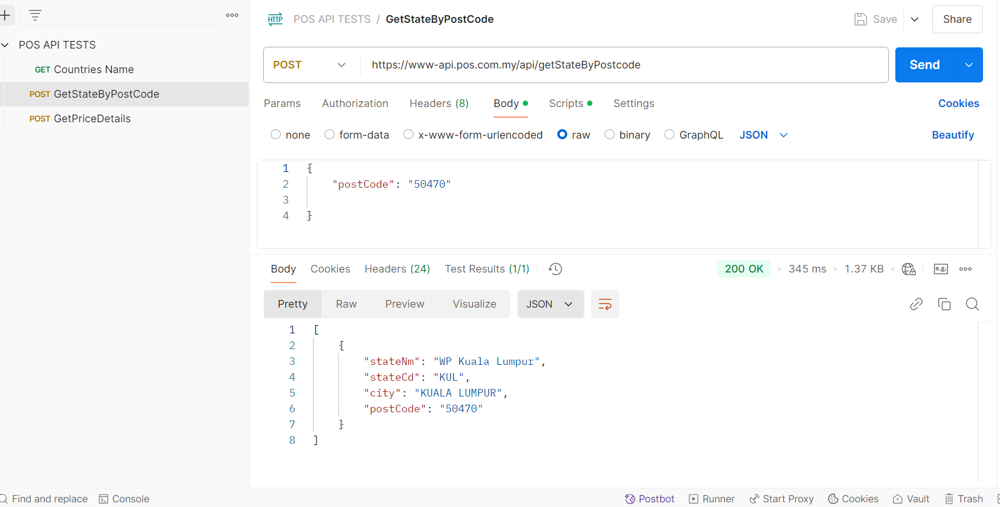 POS API TESTS
GET Countries Name
POST GetStateByPostCode
POST GetPriceDetails
HTTP POS API TESTS / GetStateByPostCode
Save
Share
POST https://www-api.pos.com.my/api/getStateByPostcode Send
Params Authorization Headers (8) Body Scripts Settings Cookies
none form-data x-www-form-urlencoded raw binary GraphQL JSON Beautify
1 {
2 "postCode": "50470"
3
4 }
Body Cookies Headers (24) Test Results (1/1) 200 OK 345 ms 1.37 KB e.g.
Pretty Raw Preview Visualize JSON
1 [
2 {
3 "stateNm": "WP Kuala Lumpur",
4 "stateCd": "KUL",
5 "city": "KUALA LUMPUR",
6 "postCode": "50470"
7 }
8 ]
Find and replace Console Postbot Runner Start Proxy Cookies Vault Trash